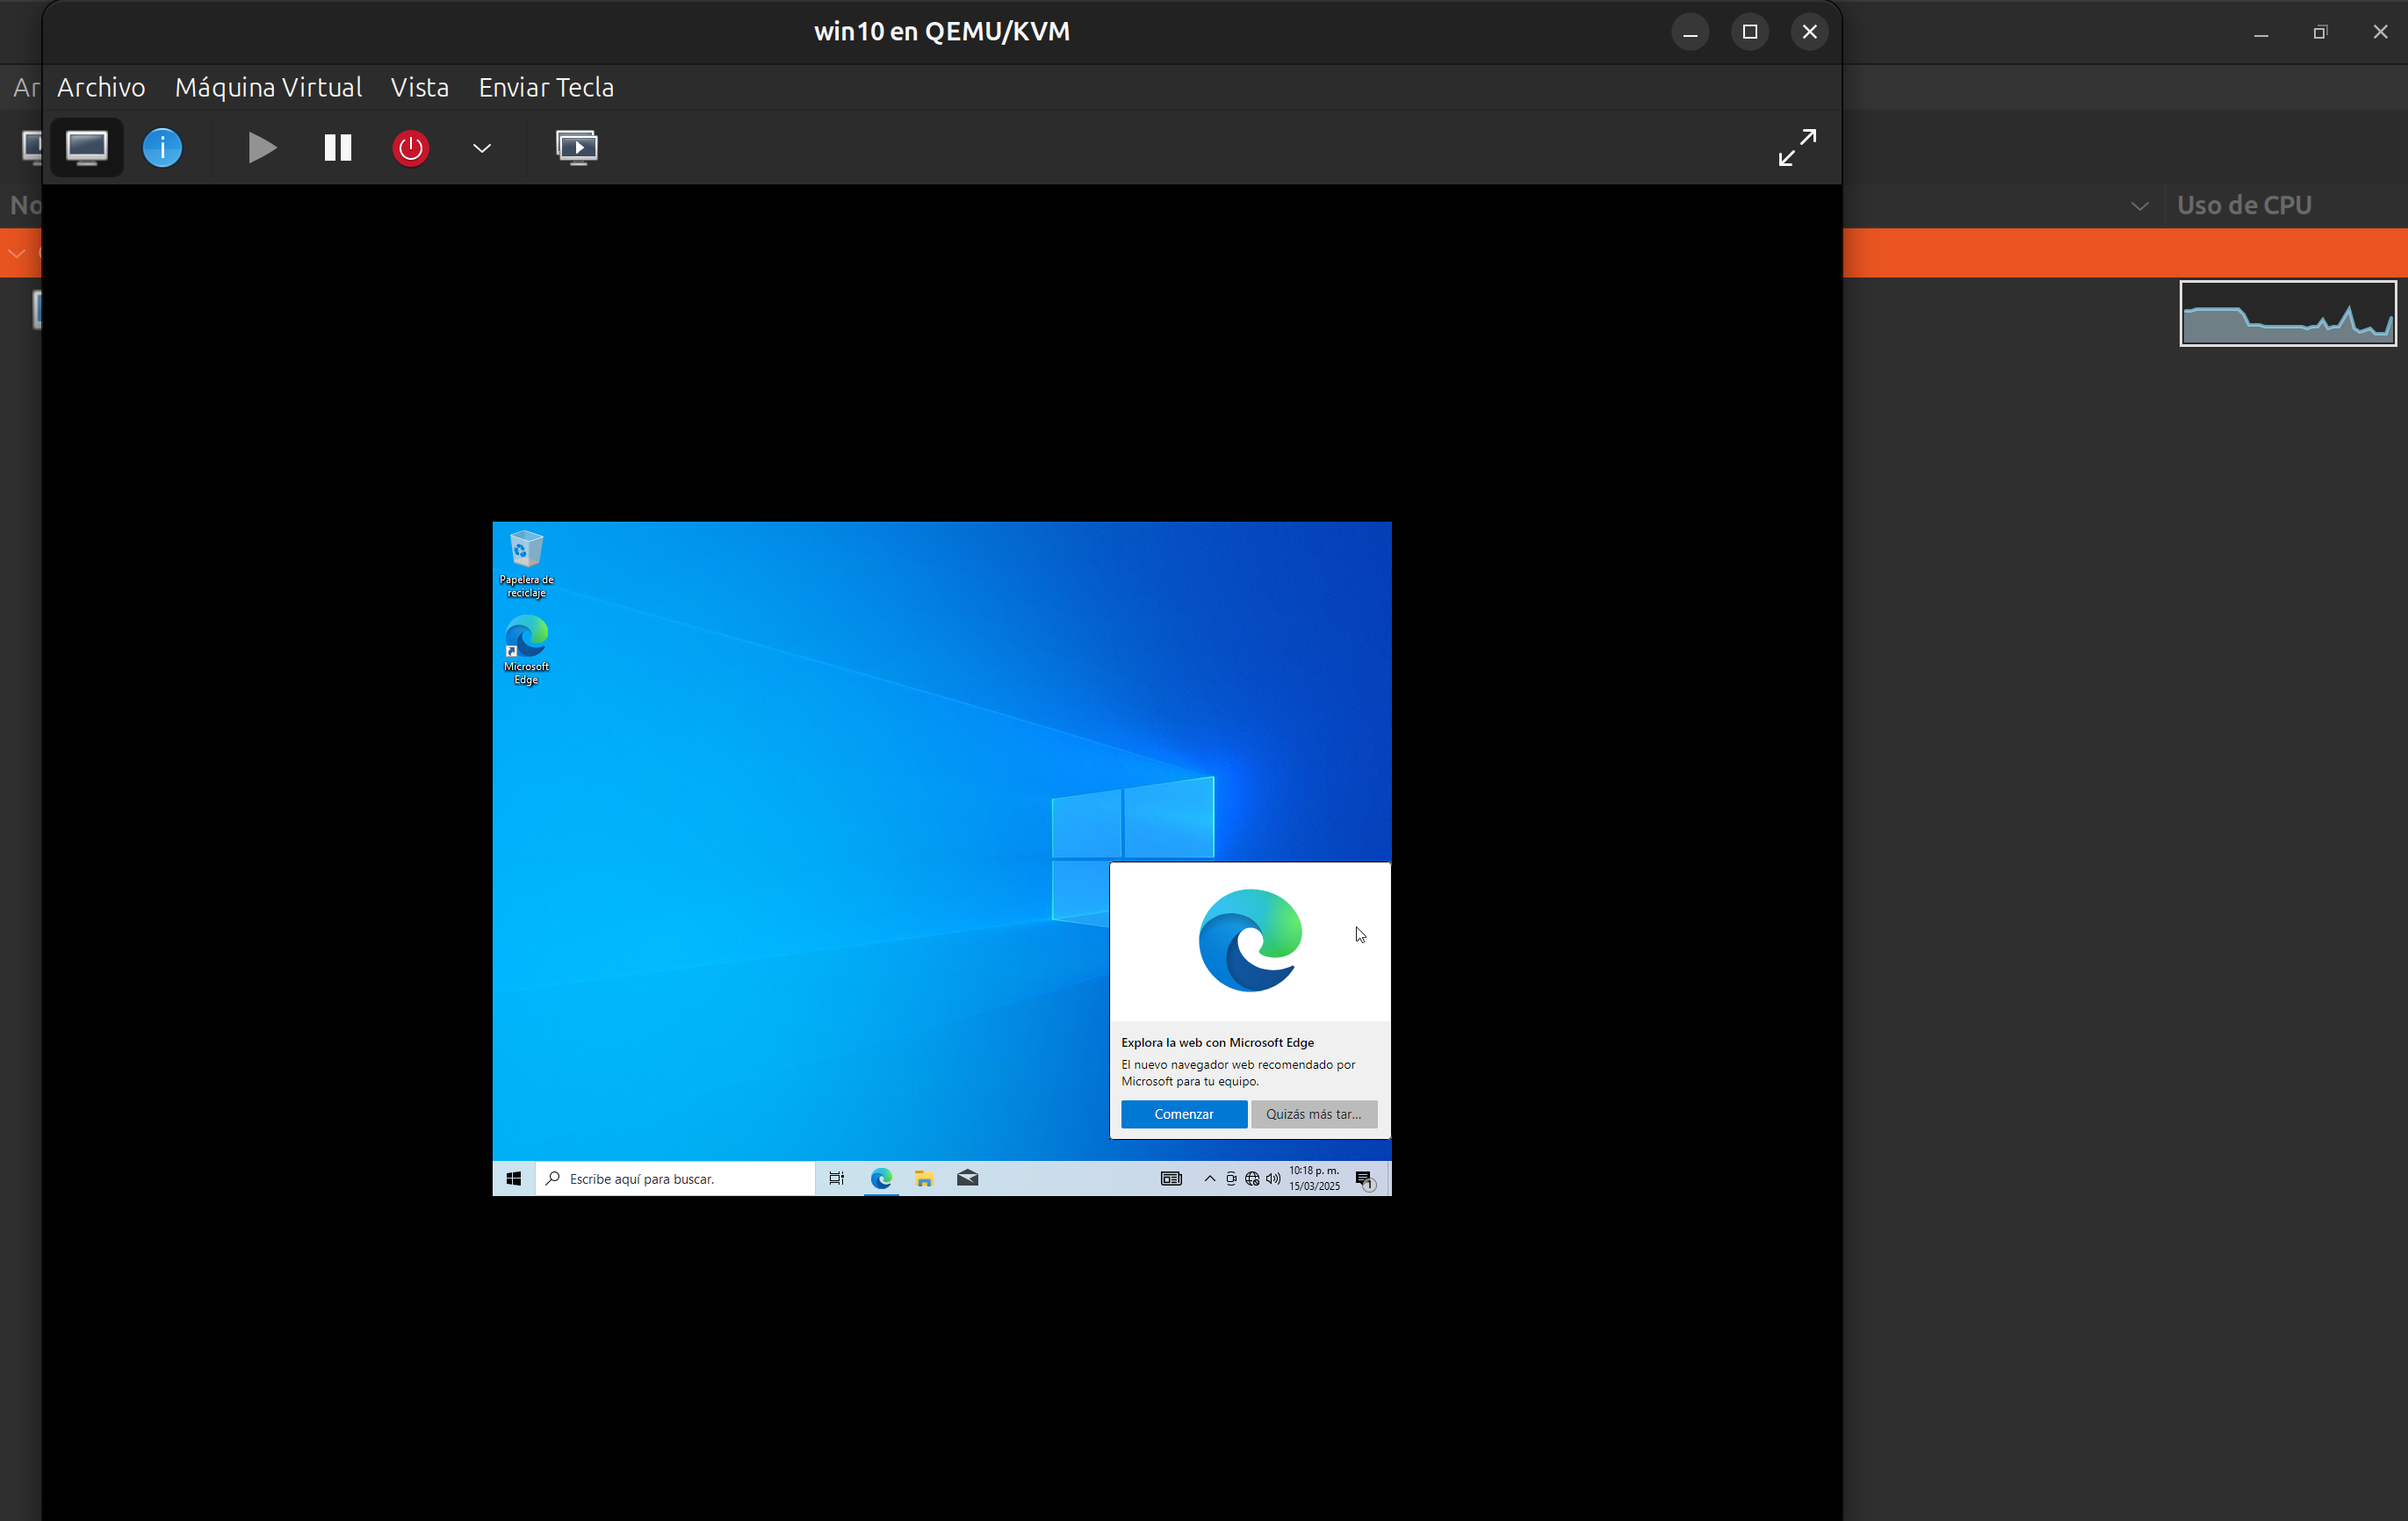 win10 en QEMU/KVM
Ar
Archivo Máquina Virtual Vista Enviar Tecla
No
Uso de CPU
Papelera de
reciclaje
Microsoft
Edge
Explora la web con Microsoft Edge
El nuevo navegador web recomendado por
Microsoft para tu equipo.
Comenzar
Quizás más tar...
Escribe aquí para buscar.
10:18 p. m.
15/03/2025
1